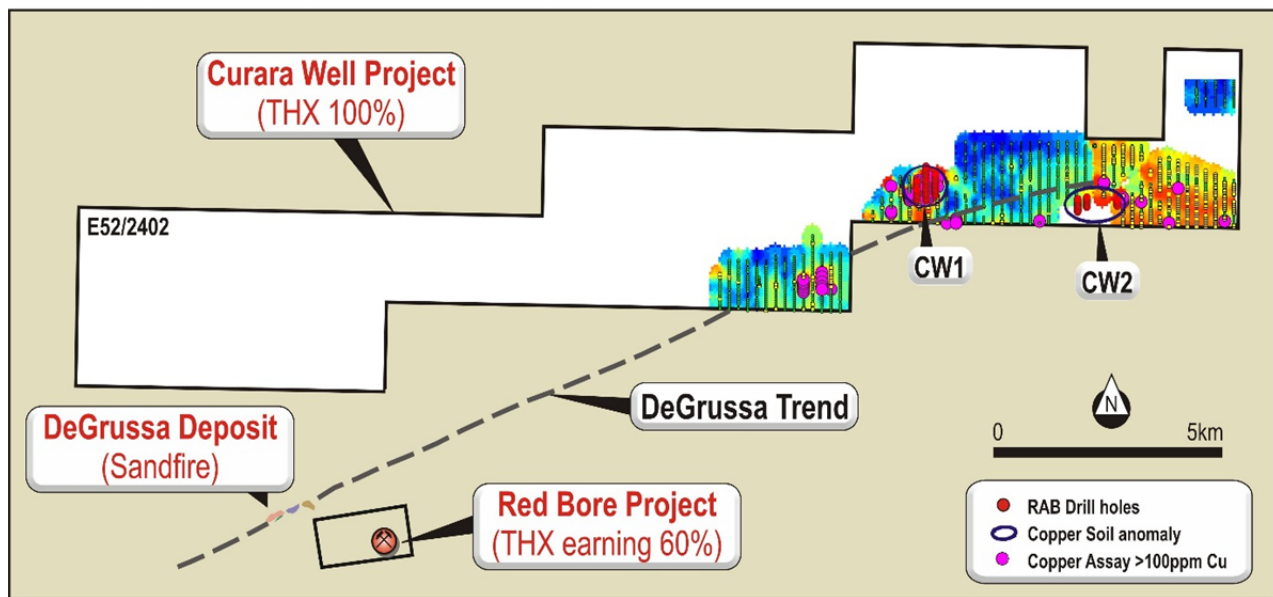 Curara Well Project
(THX 100%)
E52/2402
CW1
CW2
DeGrussa Trend
DeGrussa Deposit
(Sandfire)
Red Bore Project
(THX earning 60%)
N
0 5km
RAB Drill holes
Copper Soil anomaly
Copper Assay >100ppm Cu